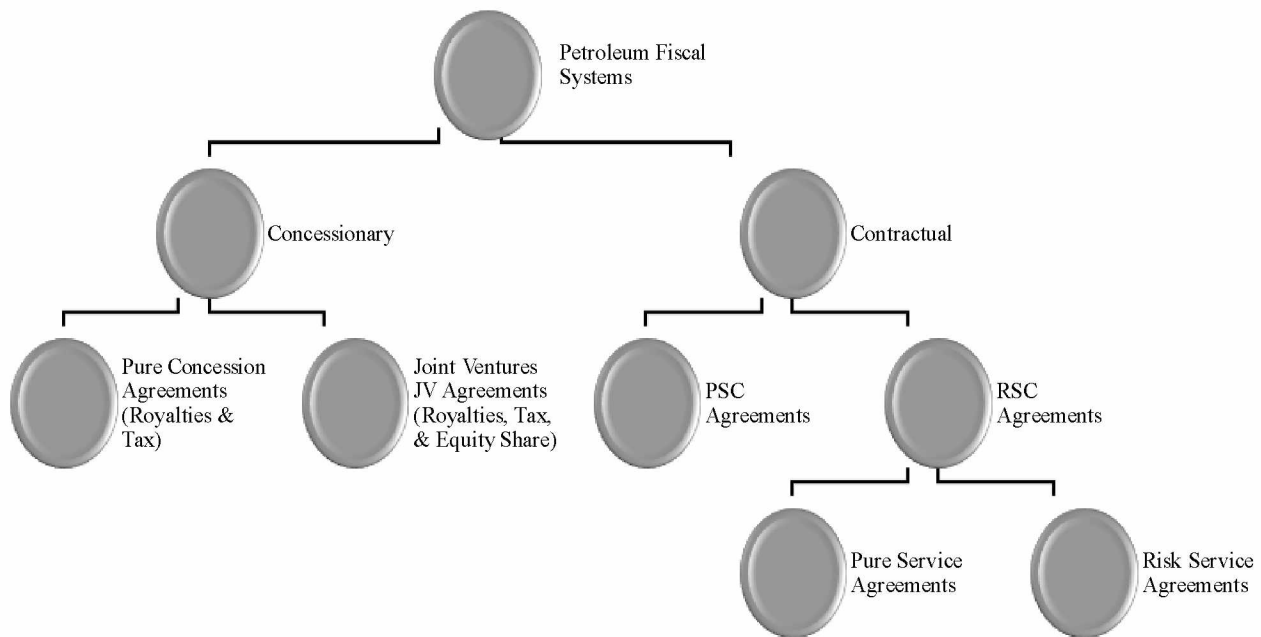 Petroleum Fiscal
Systems
Concessionary
Contractual
Pure Concession
Agreements
(Royalties &
Tax)
Joint Ventures
JV Agreements
(Royalties, Tax,
& Equity Share)
PSC
Agreements
RSC
Agreements
Pure Service
Agreements
Risk Service
Agreements